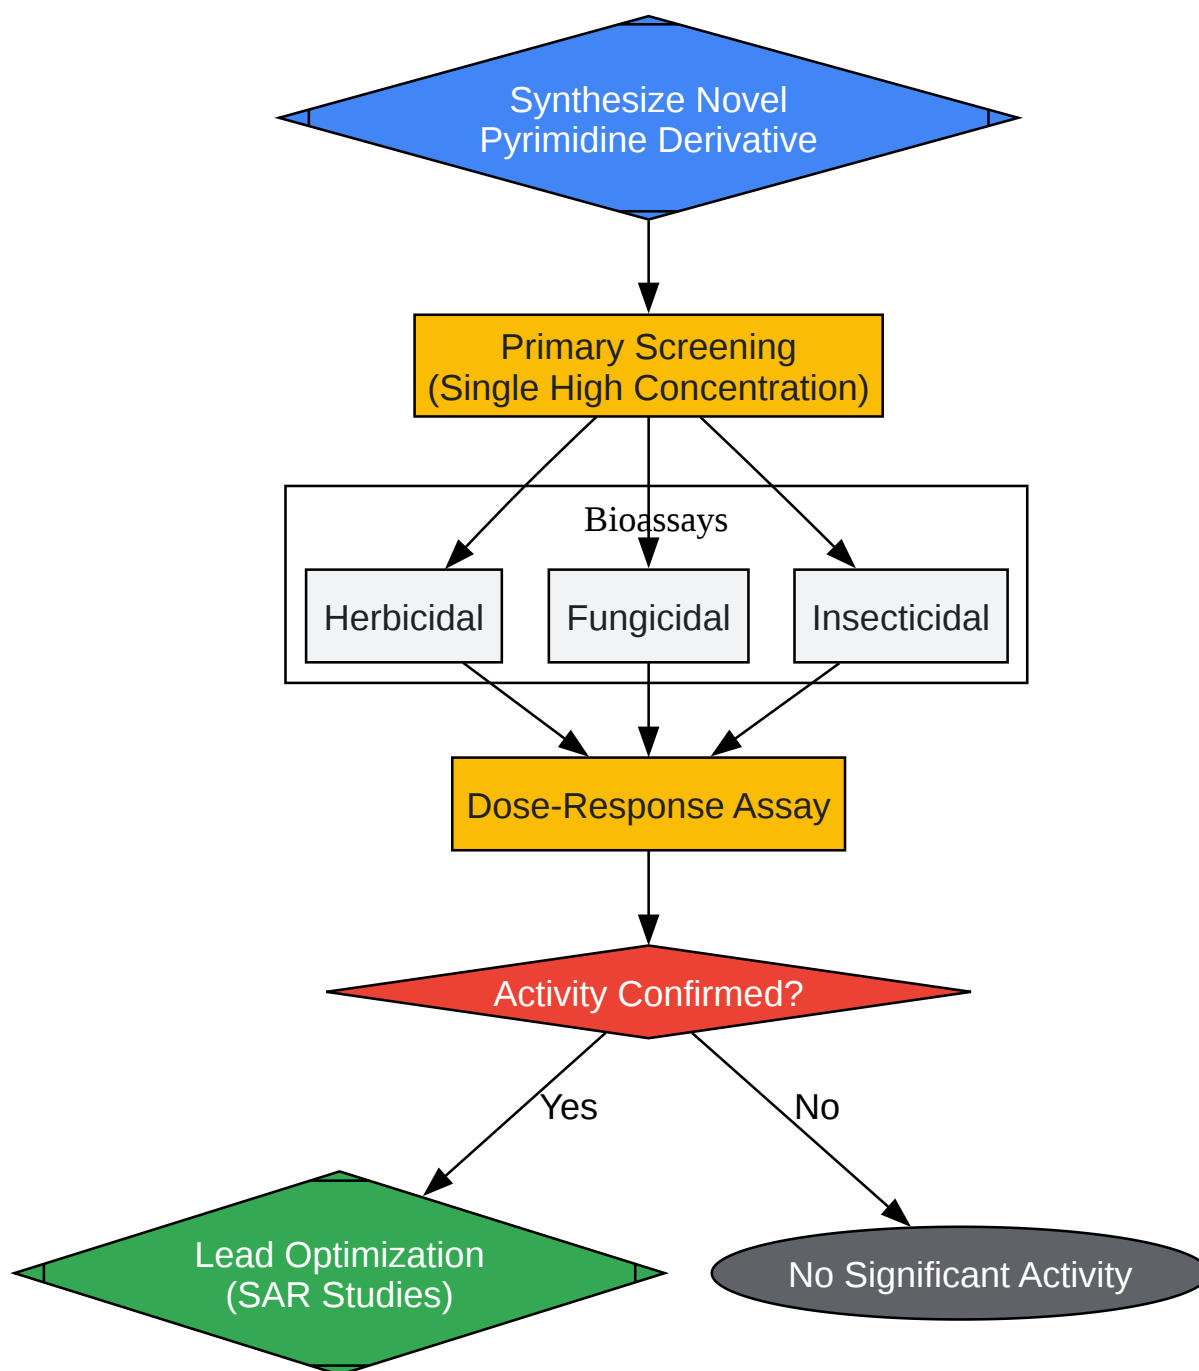 Synthesize Novel
Pyrimidine Derivative
Primary Screening
(Single High Concentration)
Bioassays
Herbicidal
Fungicidal
Insecticidal
Dose-Response Assay
Activity Confirmed?
Yes
No
Lead Optimization
(SAR Studies)
No Significant Activity